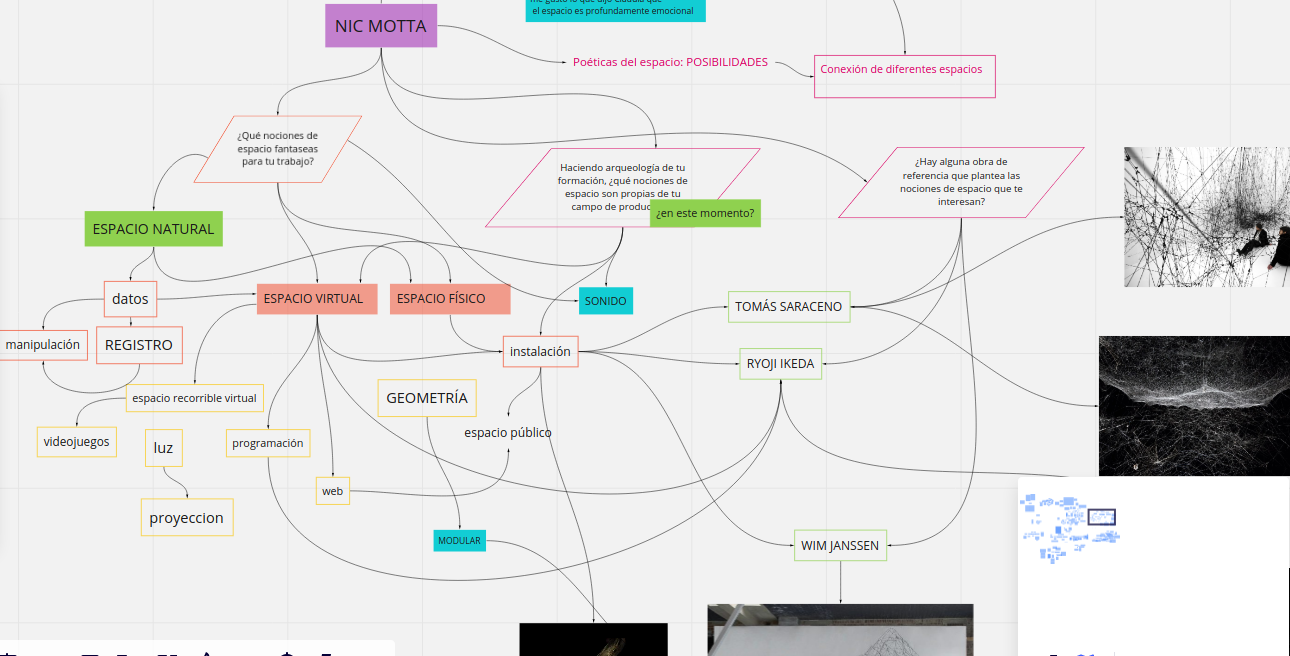 me gustó lo que dijo Claudia que
el espacio es profundamente emocional
NIC MOTTA
Poéticas del espacio: POSIBILIDADES
Conexión de diferentes espacios
¿Qué nociones de
espacio fantaseas
para tu trabajo?
Haciendo arqueología de tu
formación, ¿qué nociones de
espacio son propias de tu
campo de produc
¿en este momento?
¿Hay alguna obra de
referencia que plantea las
nociones de espacio que te
interesan?
ESPACIO NATURAL
datos
ESPACIO VIRTUAL
ESPACIO FÍSICO
SONIDO
TOMÁS SARACENO
manipulación
REGISTRO
instalación
RYOJI IKEDA
espacio recorrible virtual
GEOMETRÍA
videojuegos
luz
programación
espacio público
web
proyeccion
MODULAR
WIM JANSSEN